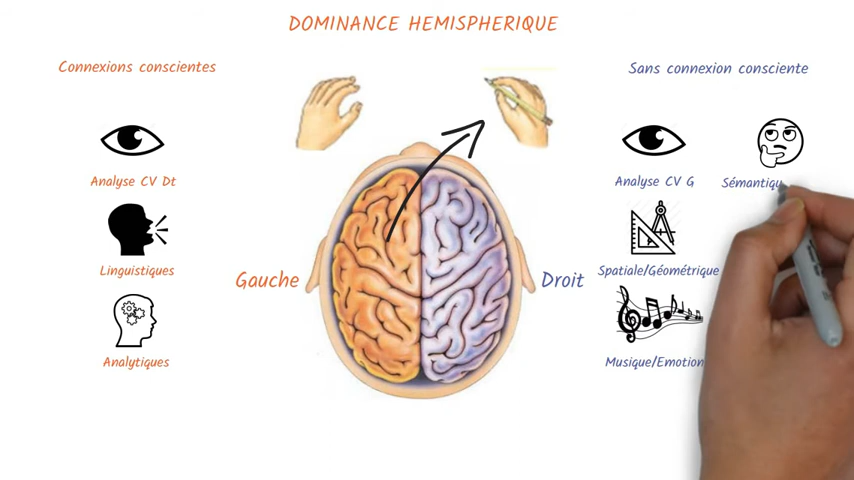 DOMINANCE HEMISPHERIQUE
Connexions conscientes
Sans connexion consciente
Analyse CV Dt
Analyse CV G
Sémantiqu
Linguistiques
Spatiale/Géométrique
Gauche
Droit
Analytiques
Musique/Emotion